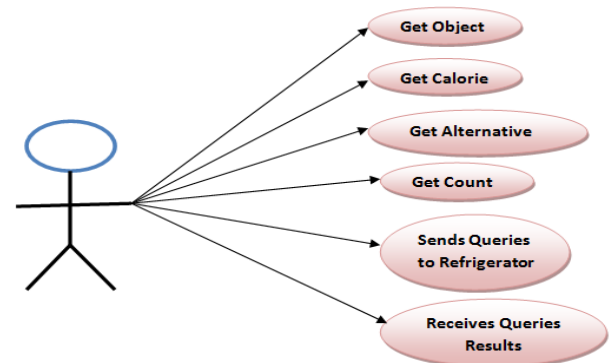 Get Object
Get Calorie
Get Alternative
Get Count
Sends Queries
to Refrigerator
Receives Queries
Results